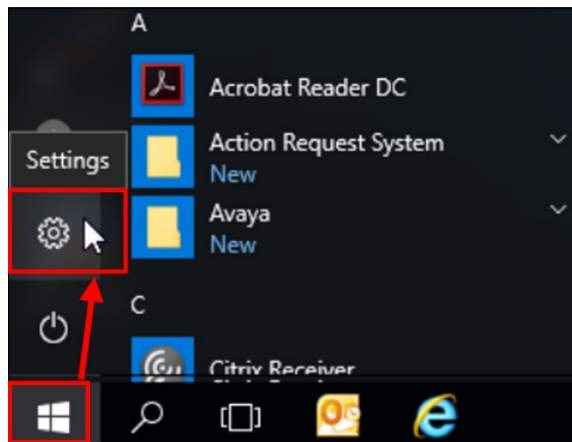 A
Acrobat Reader DC
Settings
Action Request System
New
Avaya
New
C
Citrix Receiver